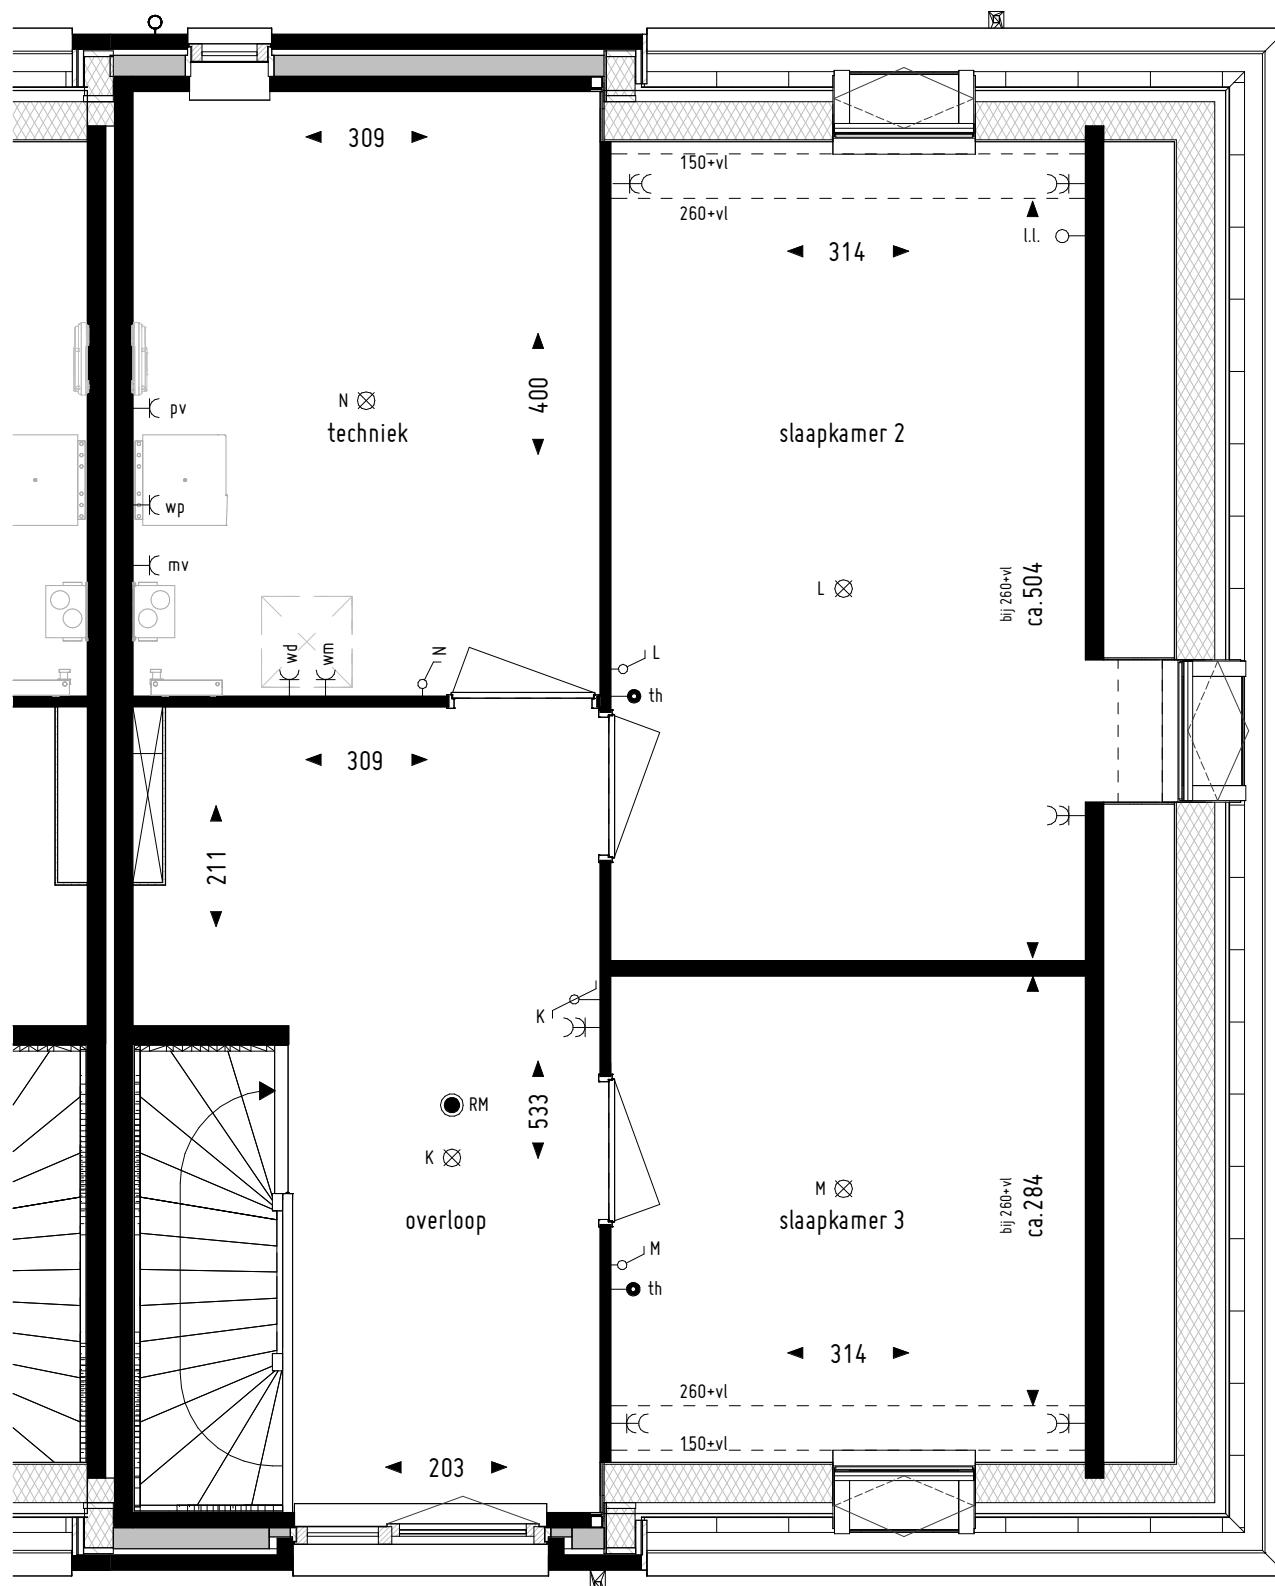 309
150+vl
260+vl
l.l.
314
400
N
techniek
slaapkamer 2
pv
wp
mv
L
bij 260+vl
ca.504
wd
wm
N
L
th
309
211
K
533
RM
K
overloop
M
slaapkamer 3
bij 260+vl
ca.284
M
th
314
260+vl
150+vl
203